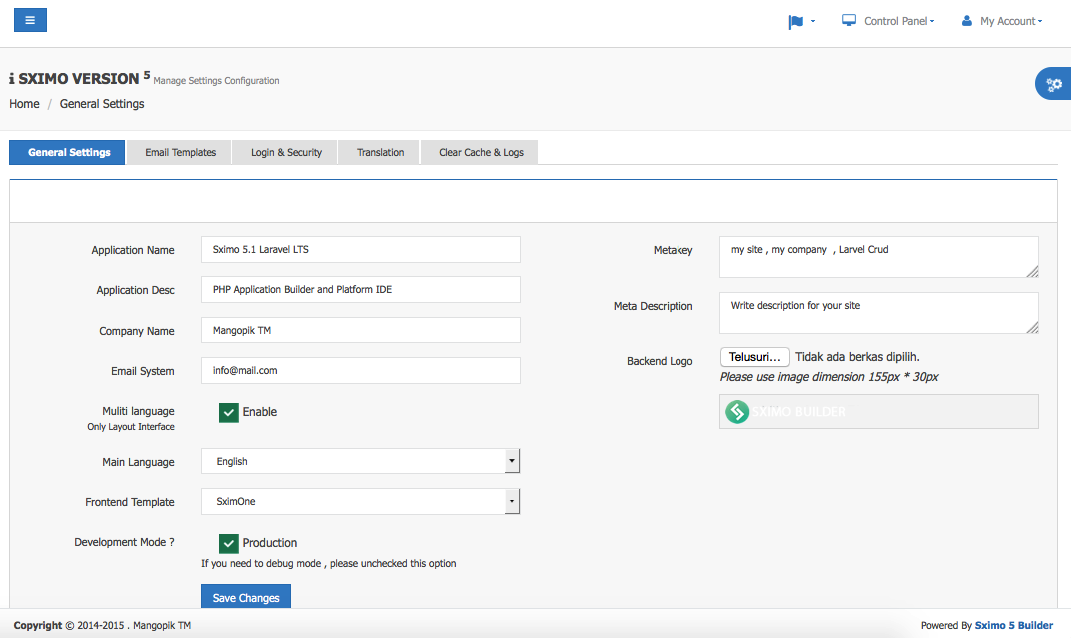 Control Panel
My Account
i SXIMO VERSION 5 Manage Settings Configuration
Home / General Settings
General Settings
Email Templates
Login & Security
Translation
Clear Cache & Logs
Application Name
Sximo 5.1 Laravel LTS
Application Desc
PHP Application Builder and Platform IDE
Company Name
Mangopik TM
Email System
info@mail.com
Muliti language
Only Layout Interface
Enable
Main Language
English
Frontend Template
SximOne
Development Mode ?
Production
If you need to debug mode , please unchecked this option
Save Changes
Metakey
my site , my company , Larvel Crud
Meta Description
Write description for your site
Backend Logo
Telusuri... Tidak ada berkas dipilih.
Please use image dimension 155px * 30px
SXIMO BUILDER
Copyright © 2014-2015 . Mangopik TM
Powered By Sximo 5 Builder